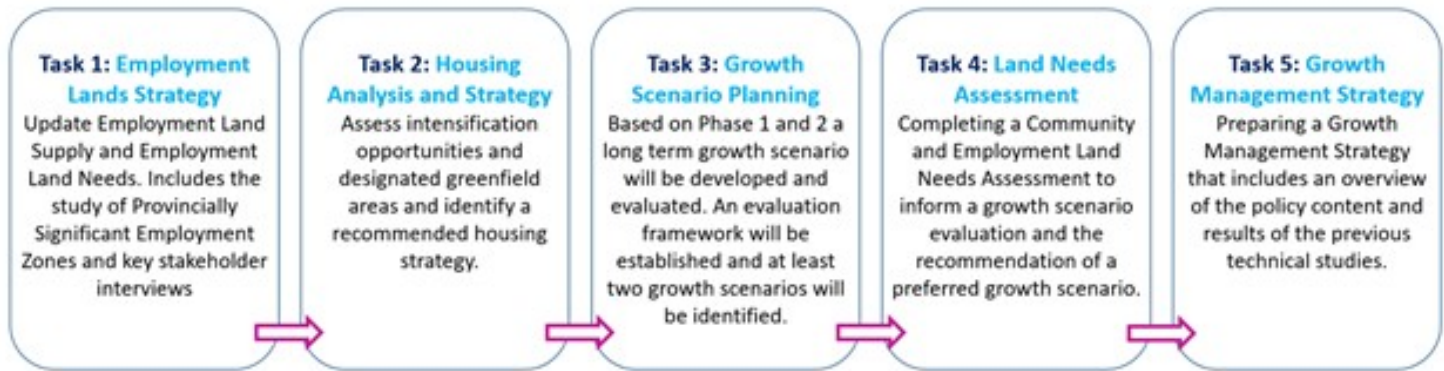 Task 1: Employment
Lands Strategy
Update Employment Land
Supply and Employment
Land Needs. Includes the
study of Provincially
Significant Employment
Zones and key stakeholder
interviews
Task 2: Housing
Analysis and Strategy
Assess intensification
opportunities and
designated greenfield
areas and identify a
recommended housing
strategy.
Task 3: Growth
Scenario Planning
Based on Phase 1 and 2 a
long term growth scenario
will be developed and
evaluated. An evaluation
framework will be
established and at least
two growth scenarios will
be identified.
Task 4: Land Needs
Assessment
Completing a Community
and Employment Land
Needs Assessment to
inform a growth scenario
evaluation and the
recommendation of a
preferred growth scenario.
Task 5: Growth
Management Strategy
Preparing a Growth
Management Strategy
that includes an overview
of the policy content and
results of the previous
technical studies.